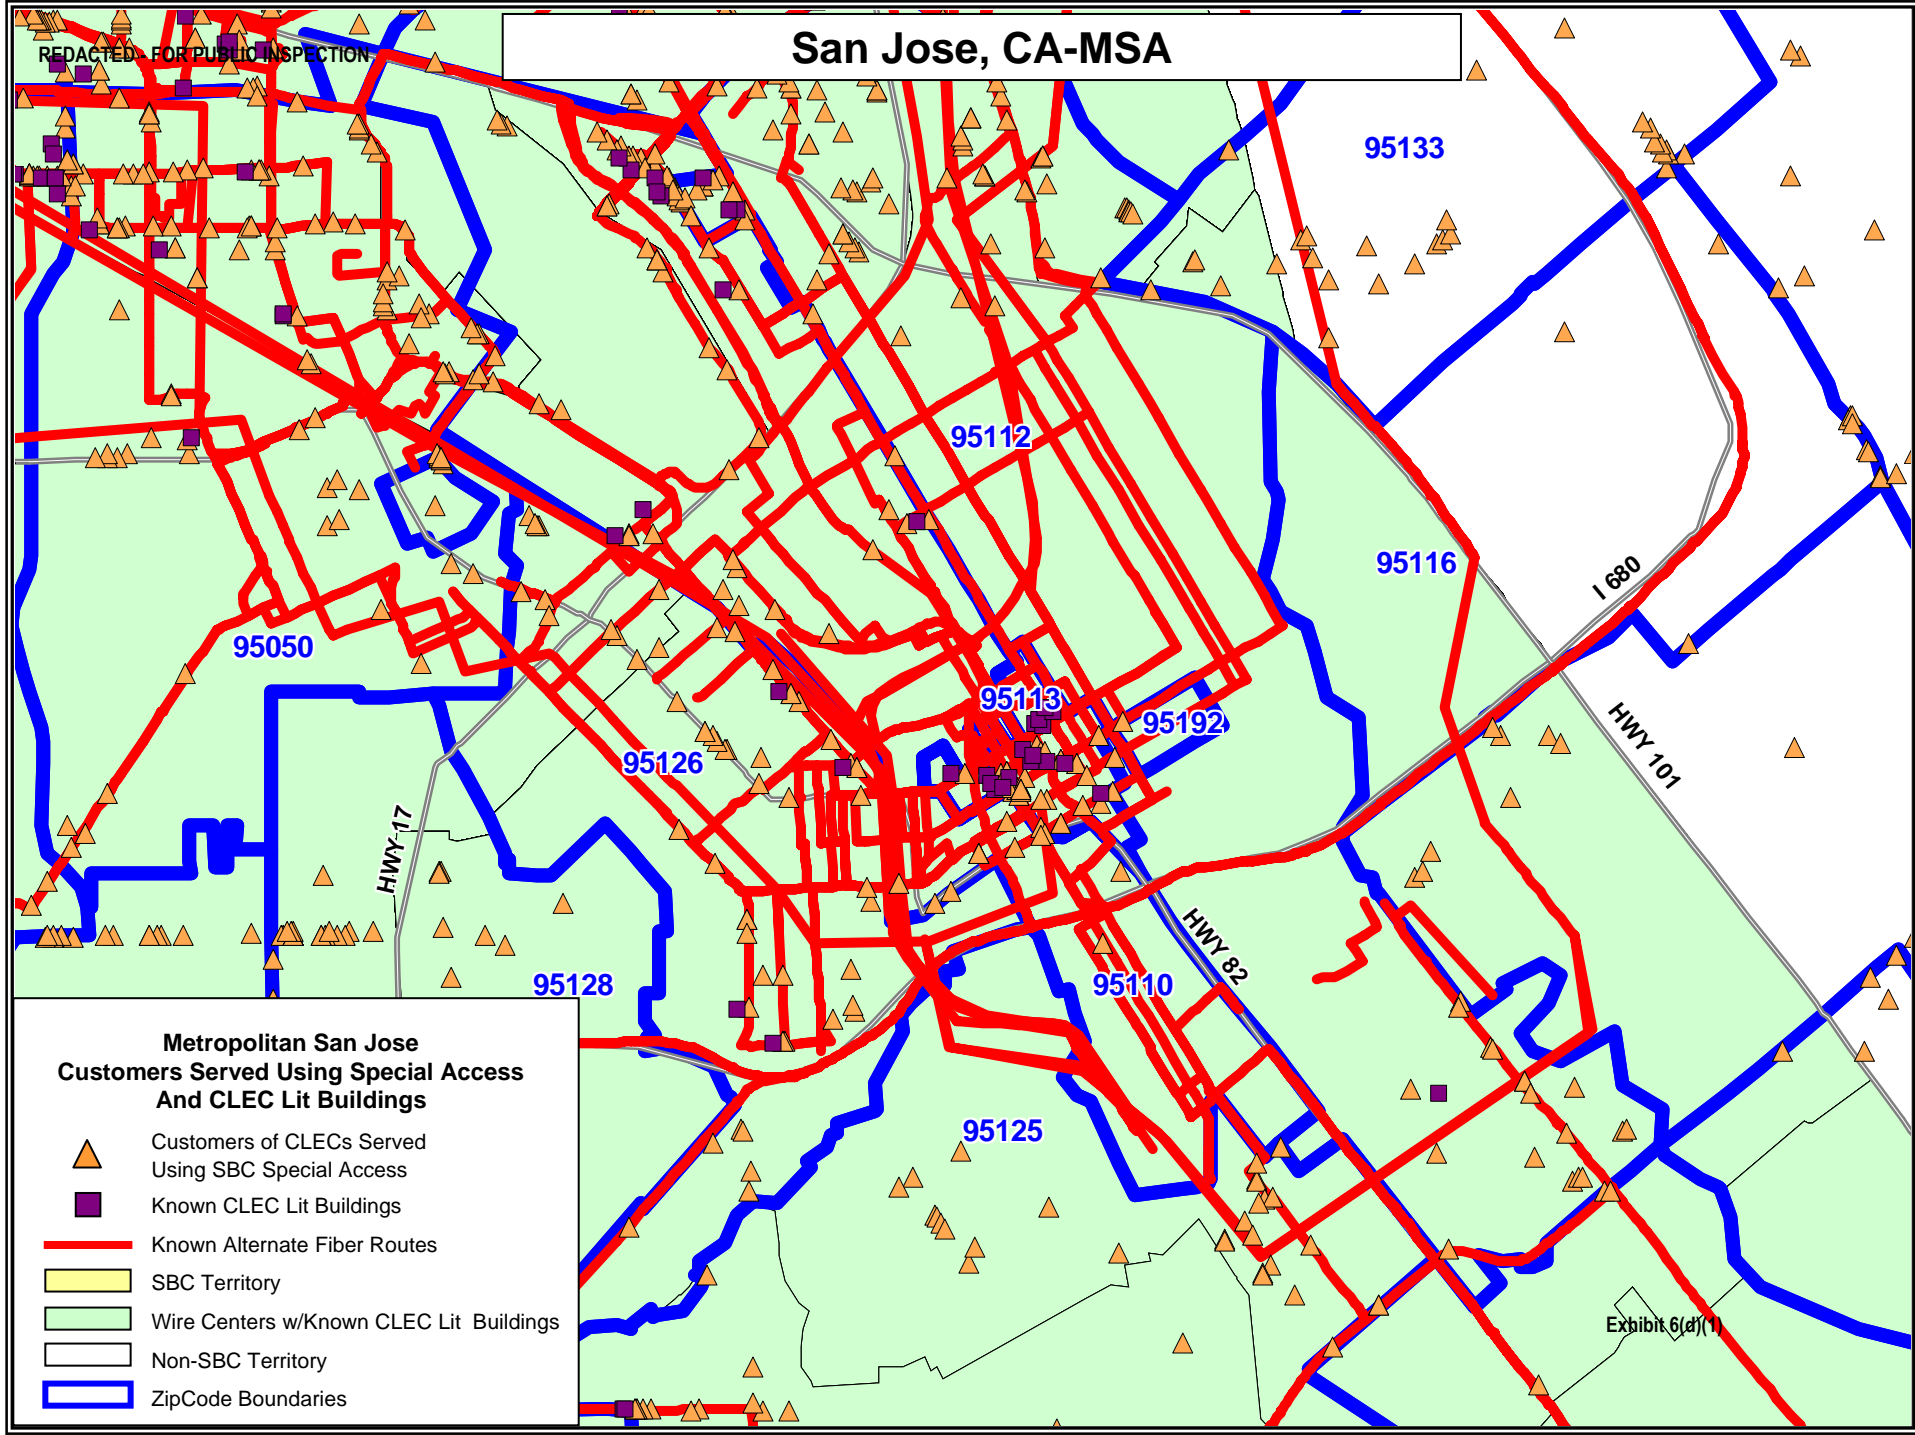 REDACTED - FOR PUBLIC INSPECTION
San Jose, CA-MSA
95133
95112
95116
I 680
95050
95113
95192
HWY 101
95126
HWY 17
HWY 82
95128
95110
95125
Metropolitan San Jose
Customers Served Using Special Access
And CLEC Lit Buildings
Customers of CLECs Served
Using SBC Special Access
Known CLEC Lit Buildings
Known Alternate Fiber Routes
SBC Territory
Wire Centers w/Known CLEC Lit Buildings
Non-SBC Territory
ZipCode Boundaries
Exhibit 6(d)(1)